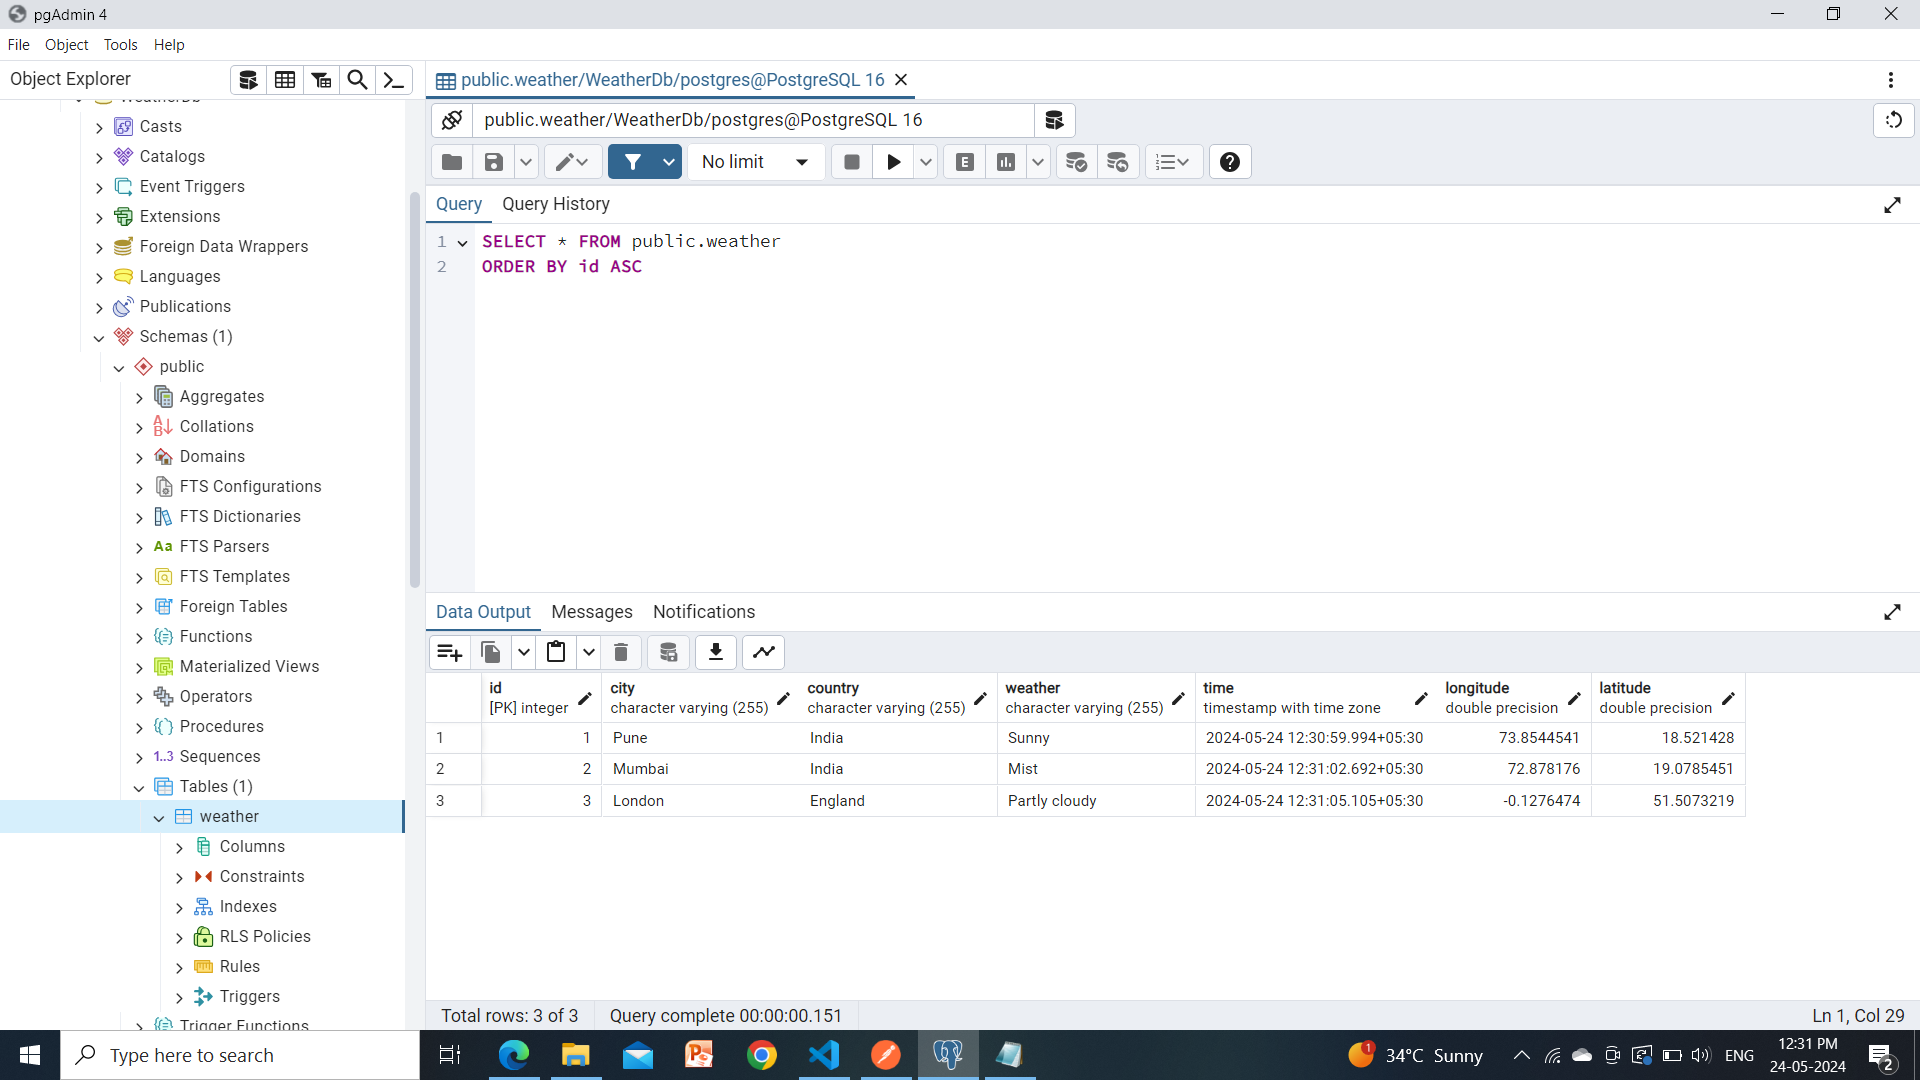 pgAdmin 4
File Object Tools Help
Object Explorer
public.weather/WeatherDb/postgres@PostgreSQL 16
public.weather/WeatherDb/postgres@PostgreSQL 16
No limit
E
Query Query History
1 SELECT * FROM public.weather
2 ORDER BY id ASC
WeatherDb
Casts
Catalogs
Event Triggers
Extensions
Foreign Data Wrappers
Languages
Publications
Schemas (1)
public
Aggregates
Collations
Domains
FTS Configurations
FTS Dictionaries
Aa FTS Parsers
FTS Templates
Foreign Tables
Functions
Materialized Views
Operators
Procedures
1..3 Sequences
Tables (1)
weather
Columns
Constraints
Indexes
RLS Policies
Rules
Triggers
Trigger Functions
Data Output Messages Notifications
id city country weather time longitude latitude
[PK] integer character varying (255) character varying (255) character varying (255) timestamp with time zone double precision double precision
1 1 Pune India Sunny 2024-05-24 12:30:59.994+05:30 73.8544541 18.521428
2 2 Mumbai India Mist 2024-05-24 12:31:02.692+05:30 72.878176 19.0785451
3 3 London England Partly cloudy 2024-05-24 12:31:05.105+05:30 -0.1276474 51.5073219
Total rows: 3 of 3 Query complete 00:00:00.151 Ln 1, Col 29
Type here to search
1 34°C Sunny ENG 12:31 PM
24-05-2024 2